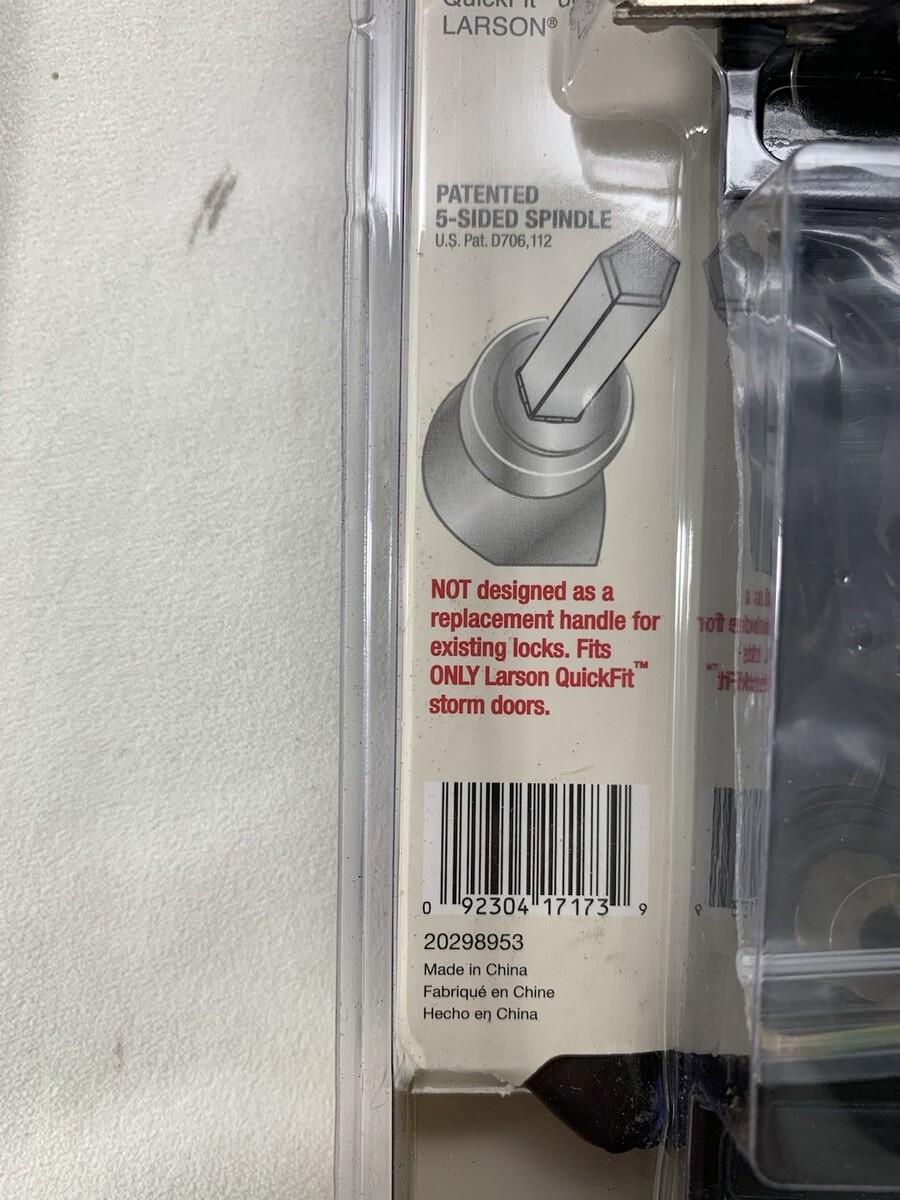 LARSON®
PATENTED
5-SIDED SPINDLE
U.S. Pat. D706,112
NOT designed as a
replacement handle for
existing locks. Fits
ONLY Larson QuickFit™
storm doors.
0 92304 17173 9
20298953
Made in China
Fabriqué en Chine
Hecho en China